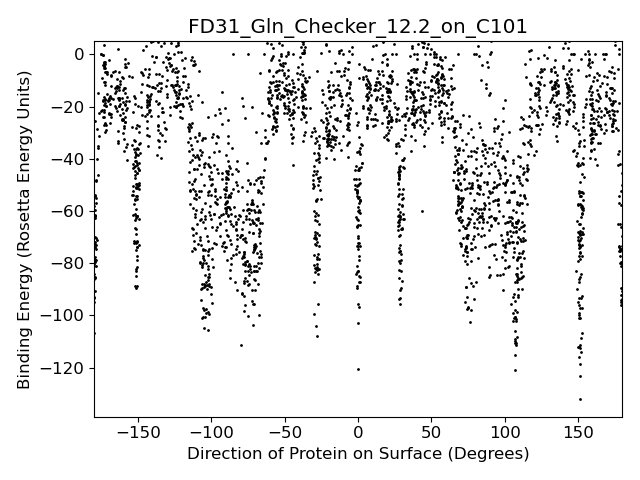 FD31_Gln_Checker_12.2_on_C101
0
−20
−40
−60
−80
−100
−120
Binding Energy (Rosetta Energy Units)
−150 −100 −50 0 50 100 150
Direction of Protein on Surface (Degrees)